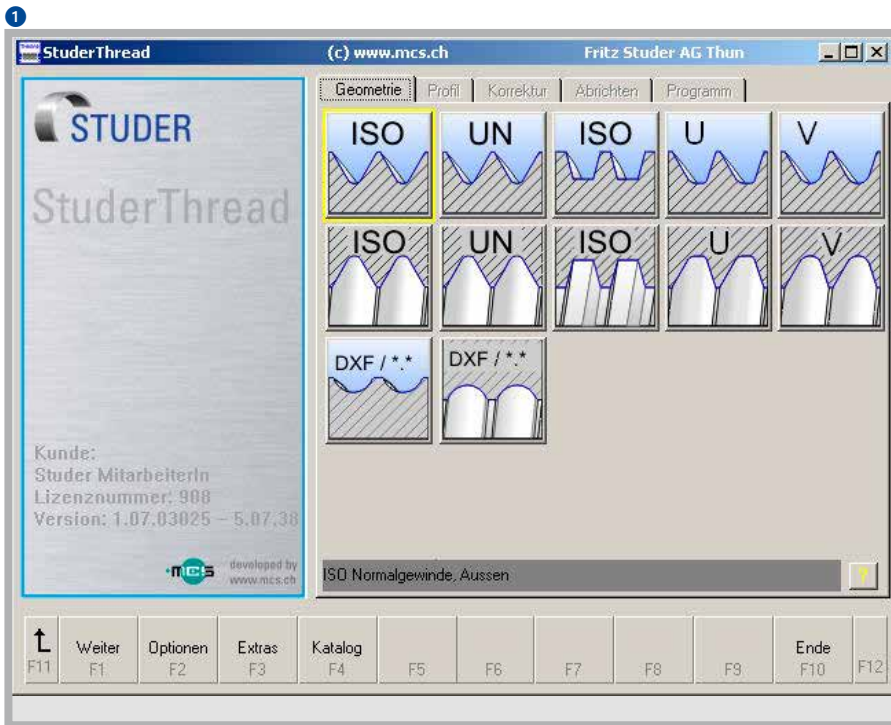 1
StuderThread (c) www.mcs.ch Fritz Studer AG Thun
Geometrie Profil Korrektur Abrichten Programm
STUDER
StuderThread
ISO UN ISO U V
ISO UN ISO U V
DXF / *.* DXF / *.*
Kunde:
Studer MitarbeiterIn
Lizenznummer: 908
Version: 1.07.03025 – 5.07.38
mcs developed by
www.mcs.ch
ISO Normalgewinde, Aussen ?
Weiter Optionen Extras Katalog Ende
F11 F1 F2 F3 F4 F5 F6 F7 F8 F9 F10 F12